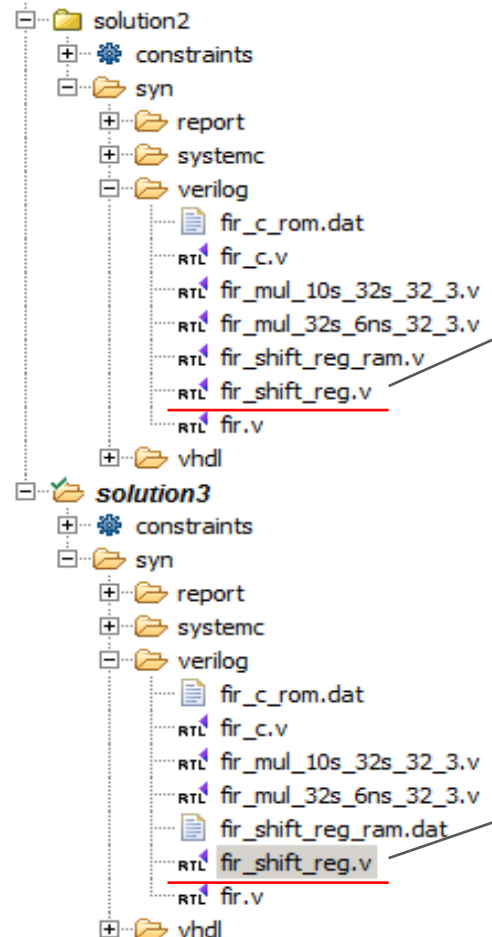 solution2
constraints
syn
report
systemc
verilog
fir_c_rom.dat
RTL fir_c.v
RTL fir_mul_10s_32s_32_3.v
RTL fir_mul_32s_6ns_32_3.v
RTL fir_shift_reg_ram.v
RTL fir_shift_reg.v
RTL fir.v
vhdl
solution3
constraints
syn
report
systemc
verilog
fir_c_rom.dat
RTL fir_c.v
RTL fir_mul_10s_32s_32_3.v
RTL fir_mul_32s_6ns_32_3.v
fir_shift_reg_ram.dat
RTL fir_shift_reg.v
RTL fir.v
vhdl